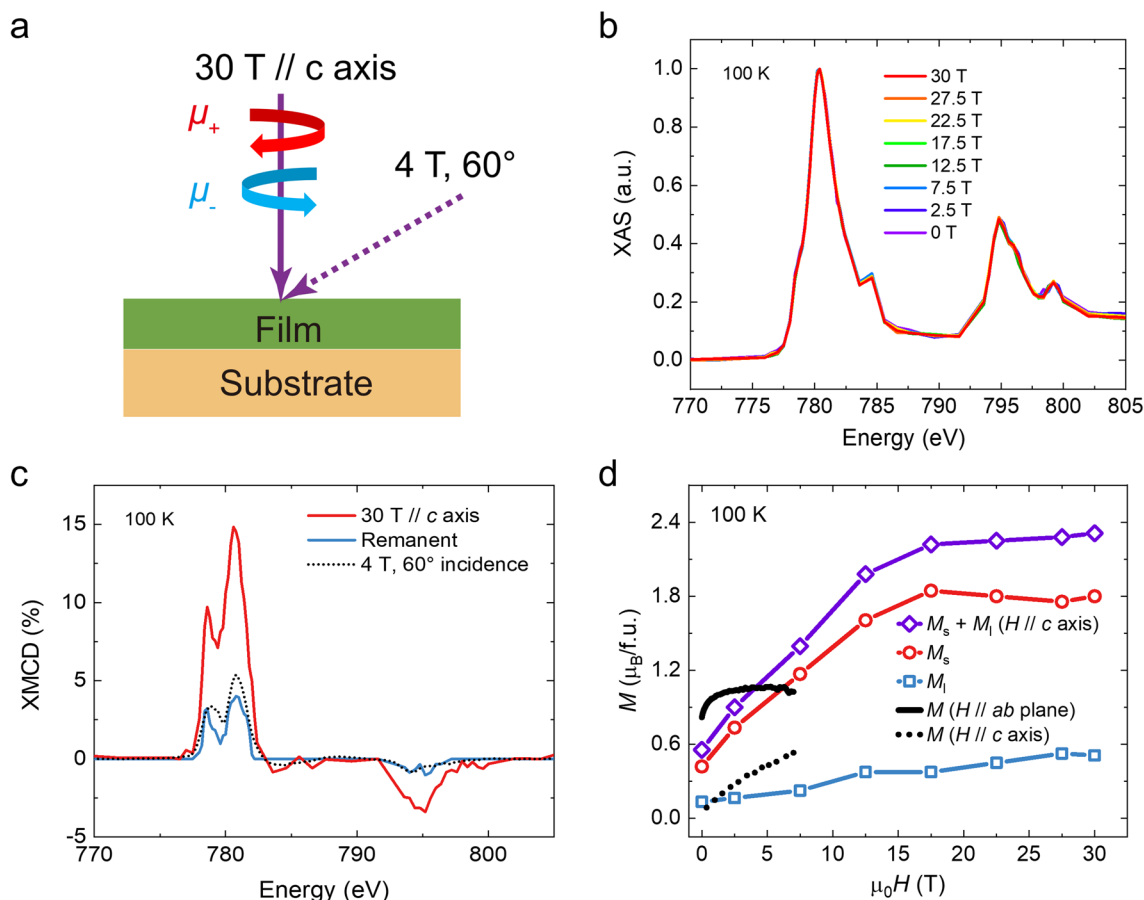 a
30 T // c axis
μ+
μ-
4 T, 60°
Film
Substrate
b
100 K
30 T
27.5 T
22.5 T
17.5 T
12.5 T
7.5 T
2.5 T
0 T
XAS (a.u.)
1.0
0.8
0.6
0.4
0.2
0.0
770 775 780 785 790 795 800 805
Energy (eV)
c
100 K
30 T // c axis
Remanent
4 T, 60° incidence
XMCD (%)
15
10
5
0
-5
770 780 790 800
Energy (eV)
d
100 K
Ms + Ml (H // c axis)
Ms
Ml
M (H // ab plane)
M (H // c axis)
M (μB/f.u.)
2.4
1.8
1.2
0.6
0.0
0 5 10 15 20 25 30
μ0H (T)